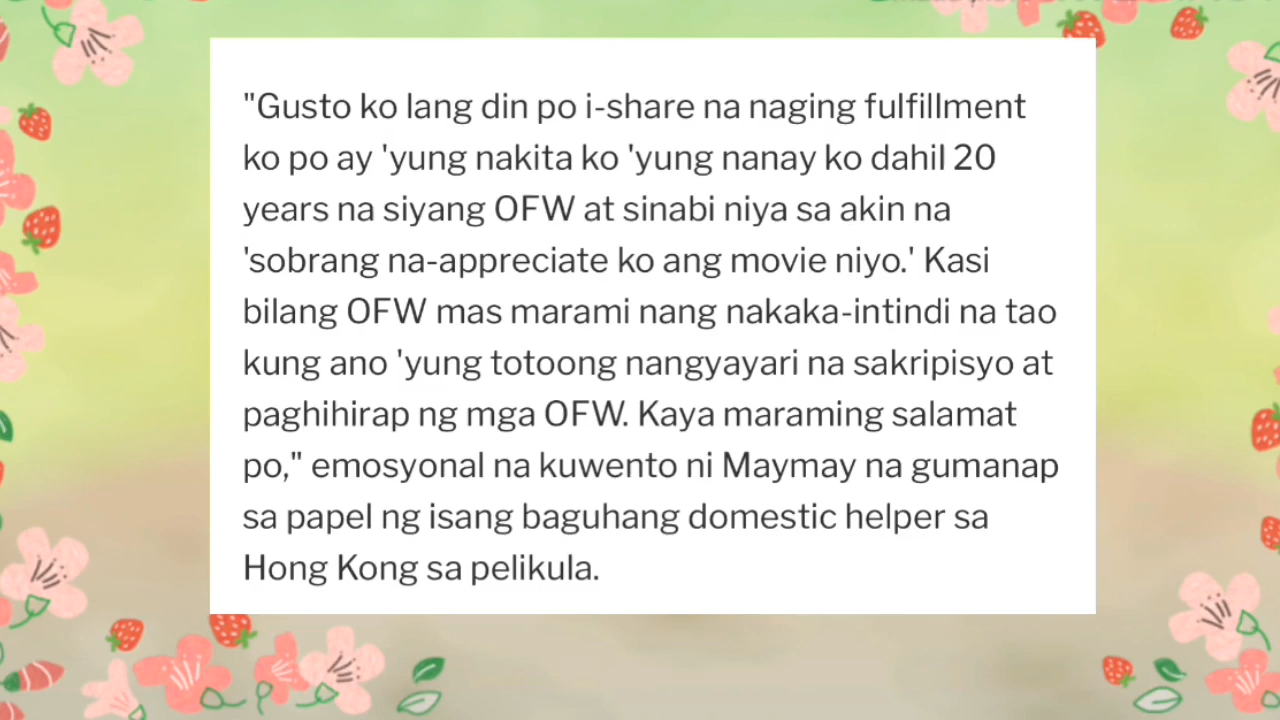 "Gusto ko lang din po i-share na naging fulfillment
ko po ay 'yung nakita ko 'yung nanay ko dahil 20
years na siyang OFW at sinabi niya sa akin na
'sobrang na-appreciate ko ang movie niyo.' Kasi
bilang OFW mas marami nang nakaka-intindi na tao
kung ano 'yung totoong nangyayari na sakripisyo at
paghihirap ng mga OFW. Kaya maraming salamat
po," emosyonal na kuwento ni Maymay na gumanap
sa papel ng isang baguhang domestic helper sa
Hong Kong sa pelikula.